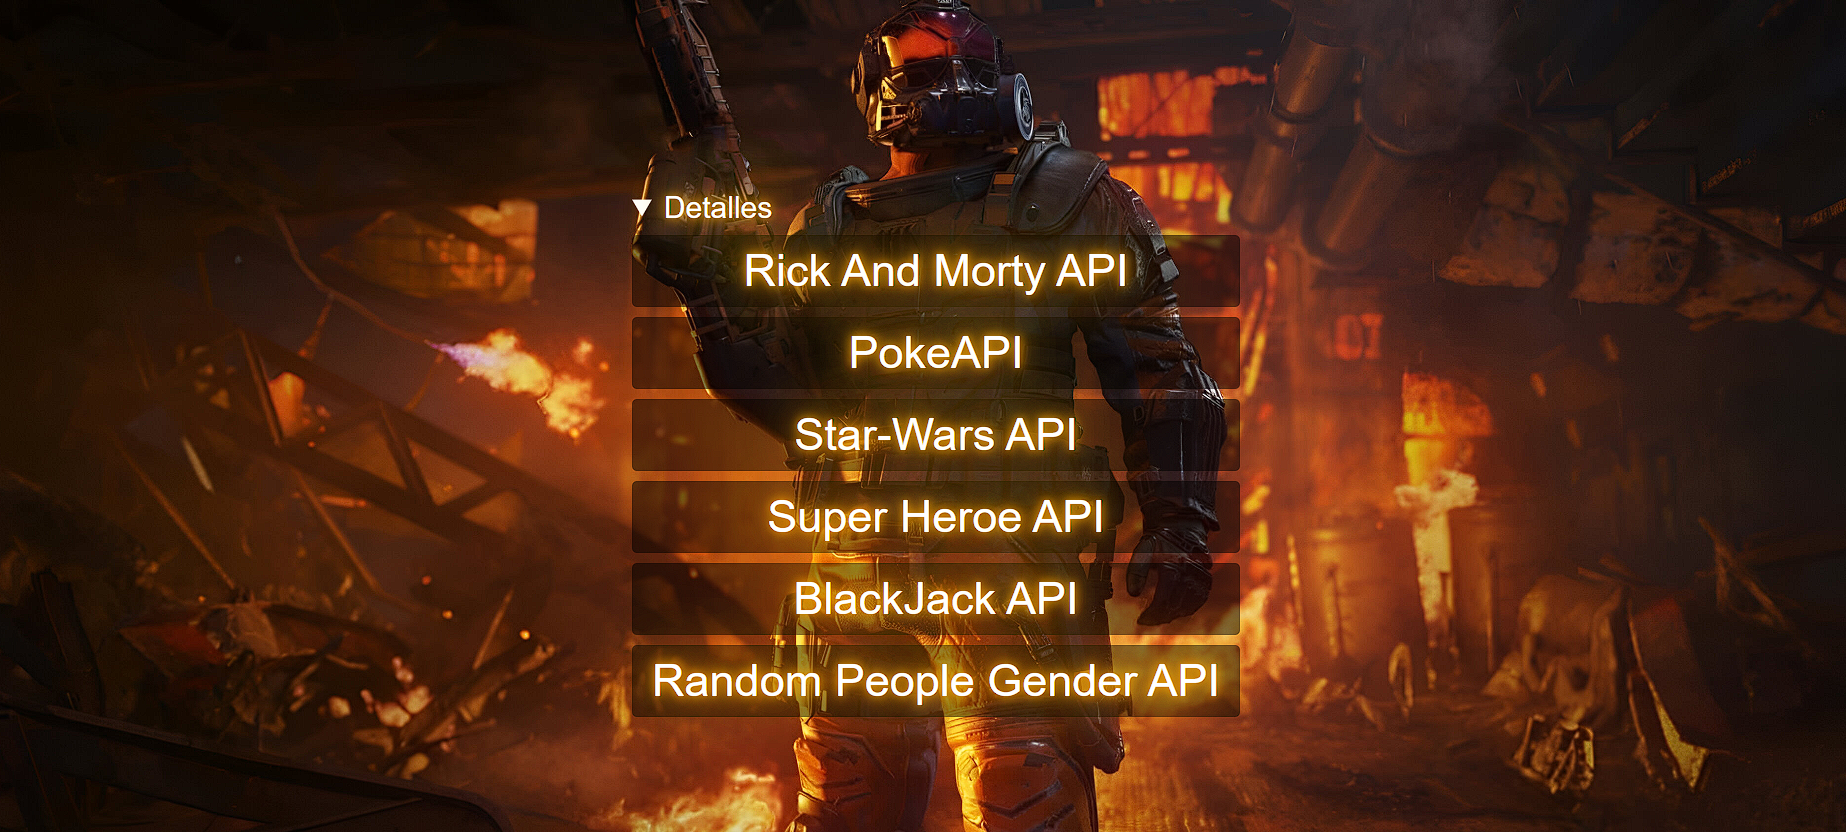 Detalles
Rick And Morty API
PokeAPI
Star-Wars API
Super Heroe API
BlackJack API
Random People Gender API